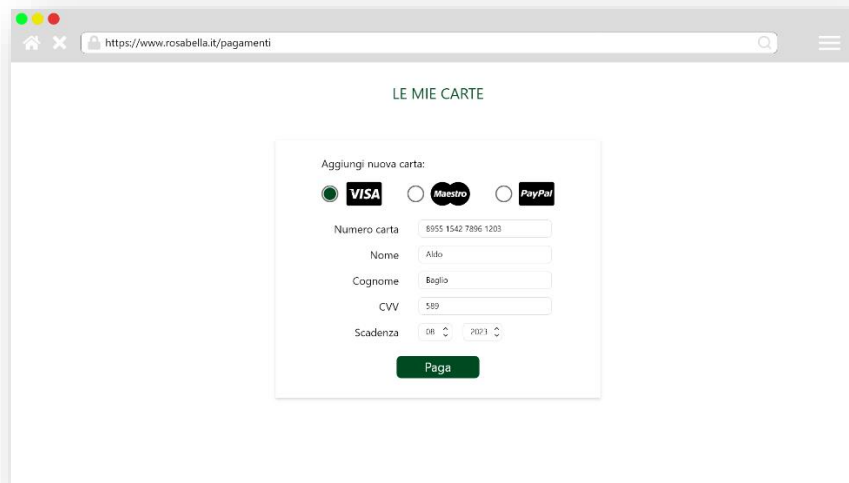 https://www.rosabella.it/pagamenti
LE MIE CARTE
Aggiungi nuova carta:
VISA Maestro PayPal
Numero carta 8955 1542 7896 1203
Nome Aldo
Cognome Baglio
CVV 589
Scadenza 08 2023
Paga